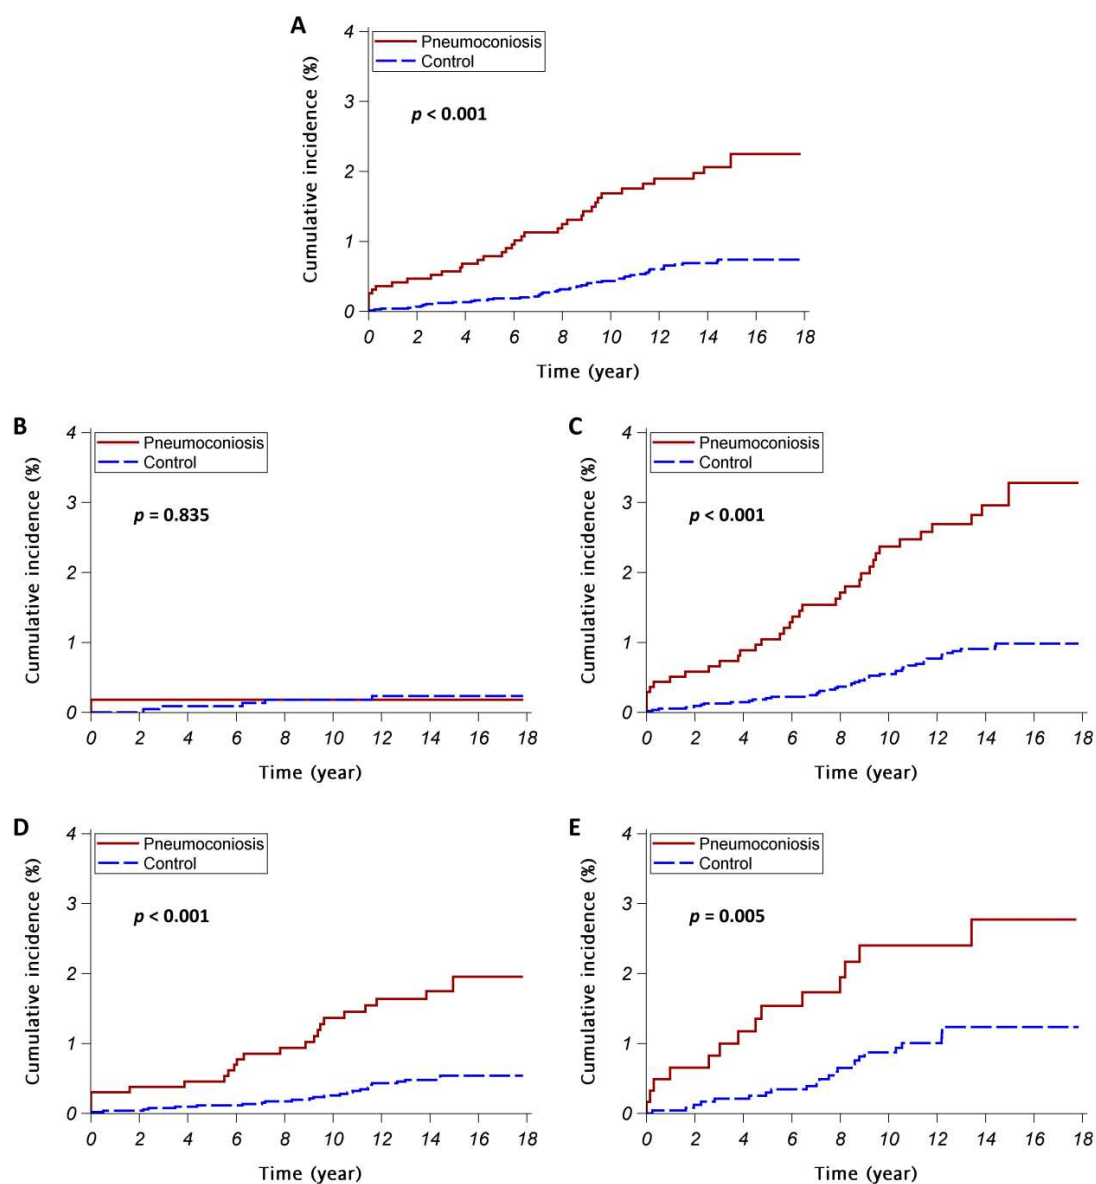 A
Cumulative incidence (%)
4
3
2
1
0
Pneumoconiosis
Control
p < 0.001
0 2 4 6 8 10 12 14 16 18
Time (year)
B
Cumulative incidence (%)
4
3
2
1
0
Pneumoconiosis
Control
p = 0.835
0 2 4 6 8 10 12 14 16 18
Time (year)
C
Cumulative incidence (%)
4
3
2
1
0
Pneumoconiosis
Control
p < 0.001
0 2 4 6 8 10 12 14 16 18
Time (year)
D
Cumulative incidence (%)
4
3
2
1
0
Pneumoconiosis
Control
p < 0.001
0 2 4 6 8 10 12 14 16 18
Time (year)
E
Cumulative incidence (%)
4
3
2
1
0
Pneumoconiosis
Control
p = 0.005
0 2 4 6 8 10 12 14 16 18
Time (year)